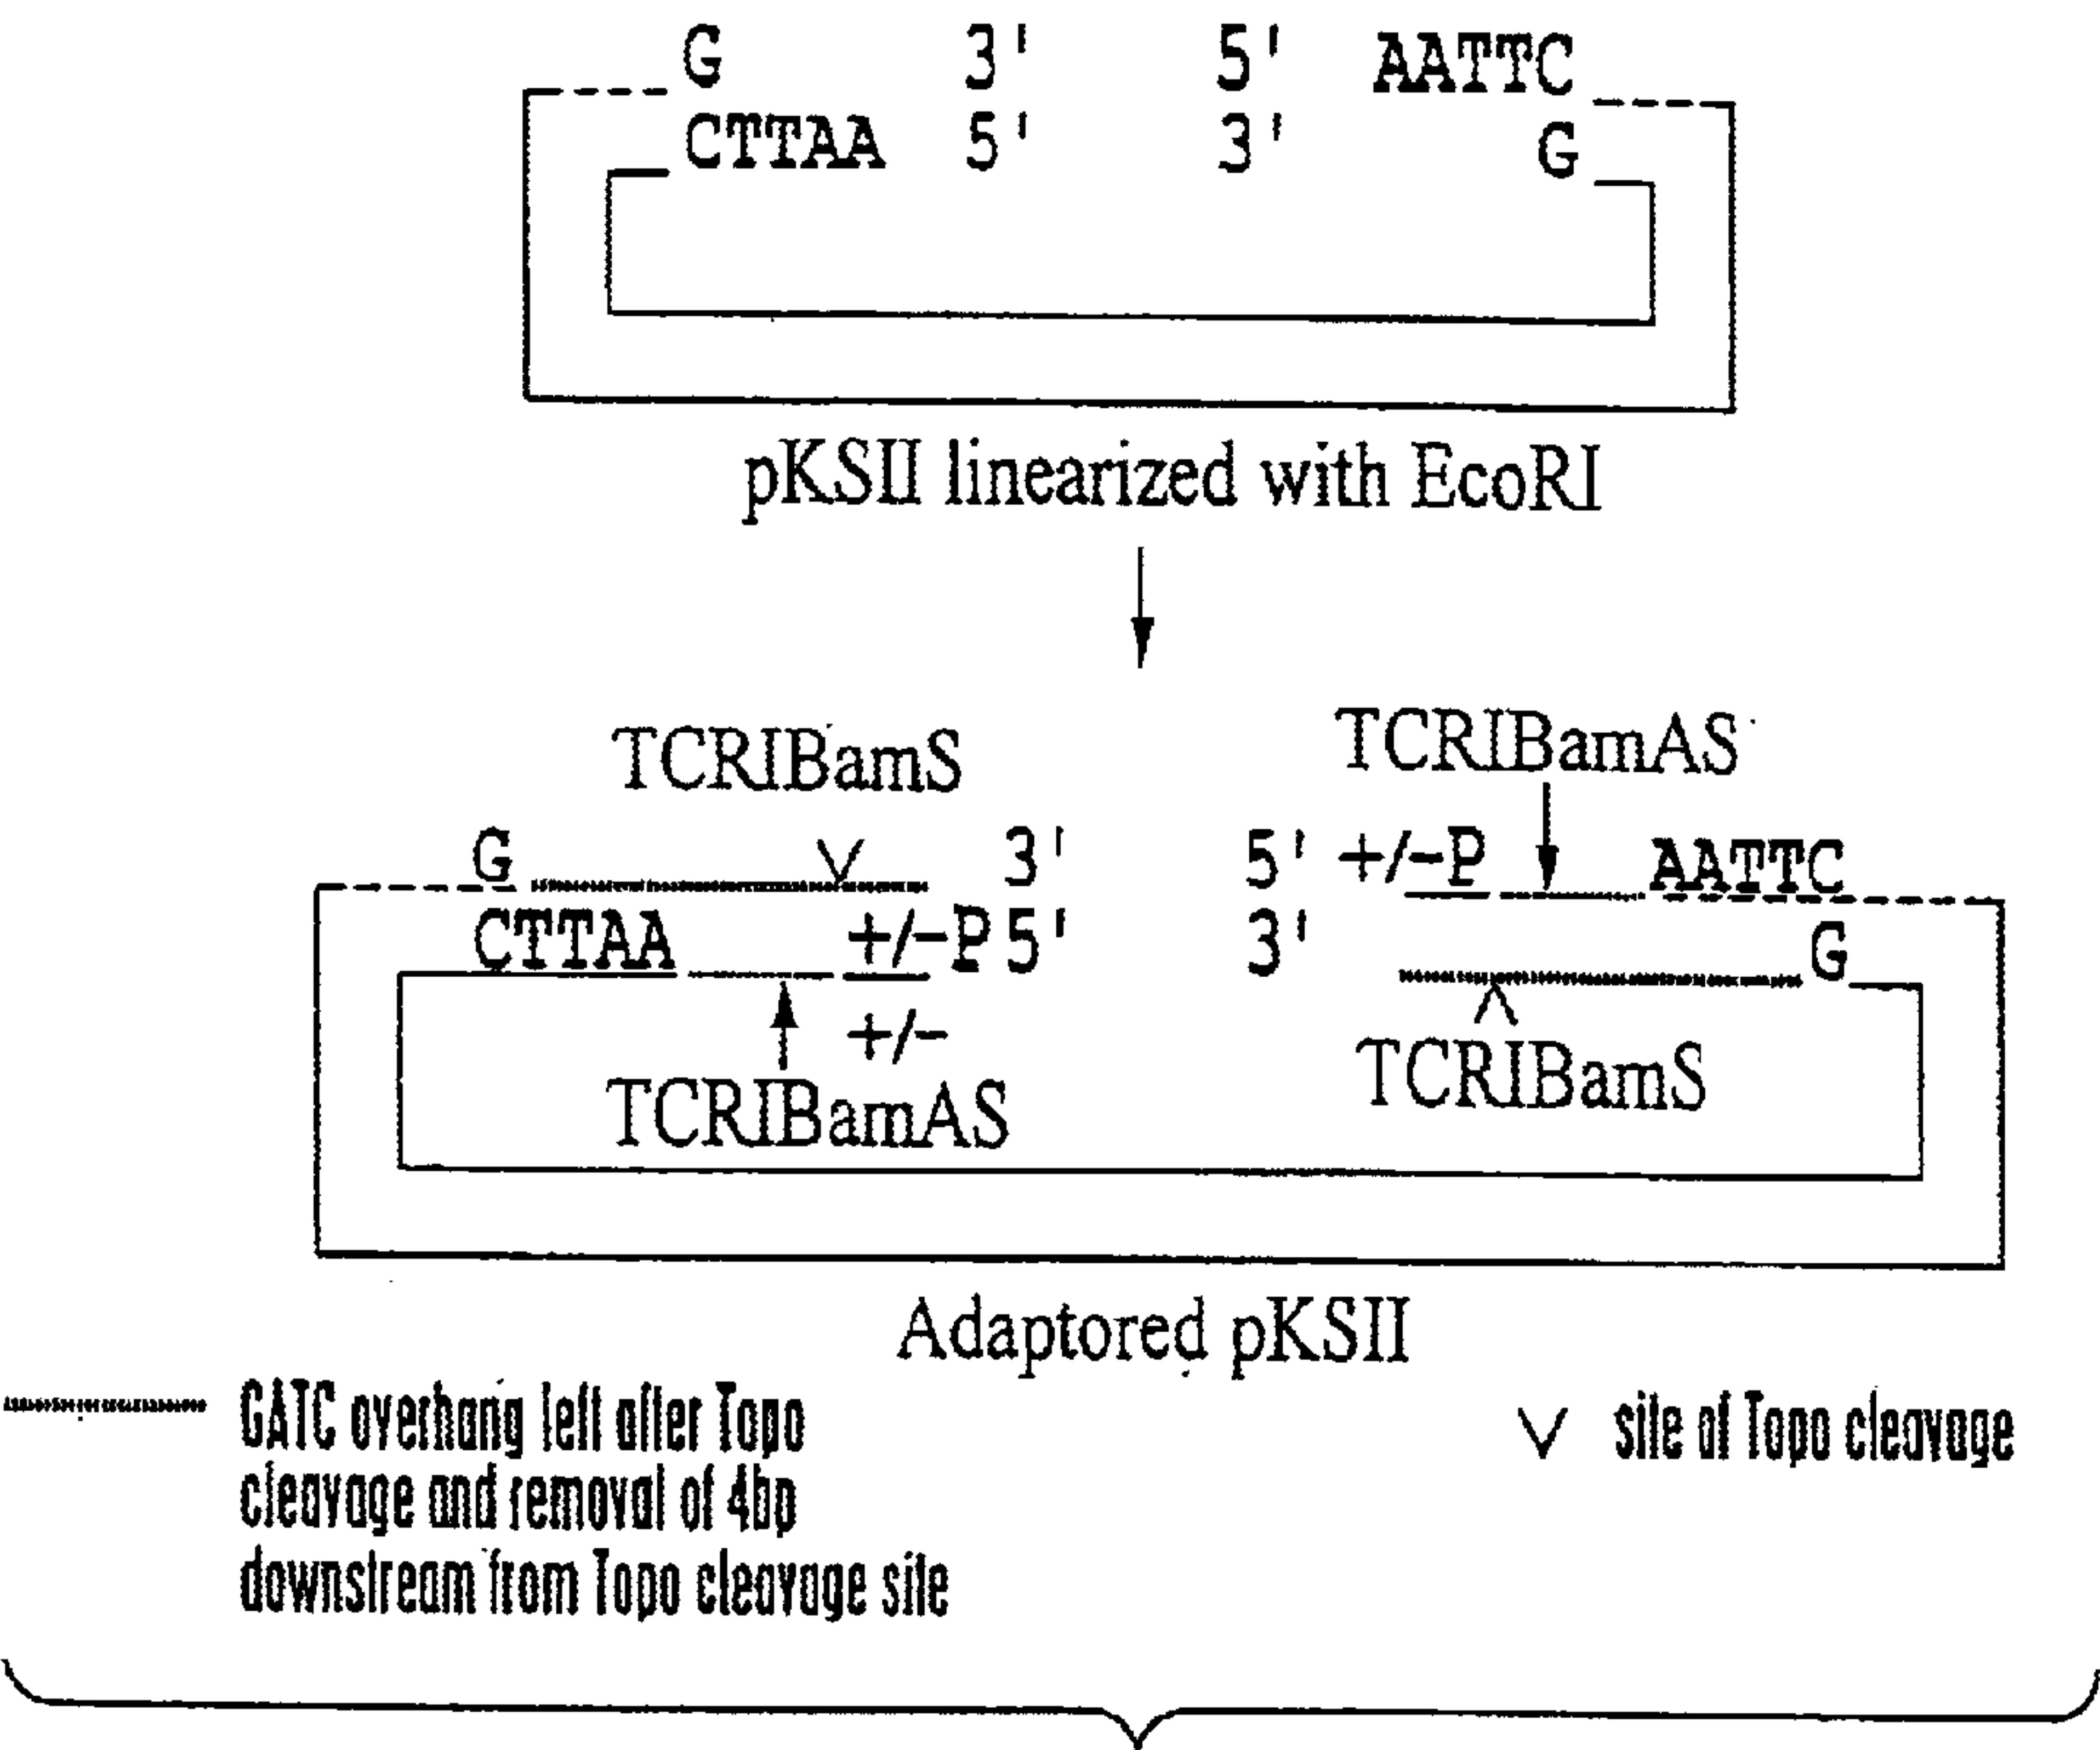 G 3' 5' AATTC
CTTAA 5' 3' G
pKSII linearized with EcoRI
TCRIBamS TCRIBamAS
G 3' 5' +/-P AATTC
CTTAA +/-P 5' 3' G
+/-
TCRIBamAS TCRIBamS
Adaptored pKSII
GATC overhang left after Topo
cleavage and removal of 4bp
downstream from Topo cleavage site
V site of Topo cleavage